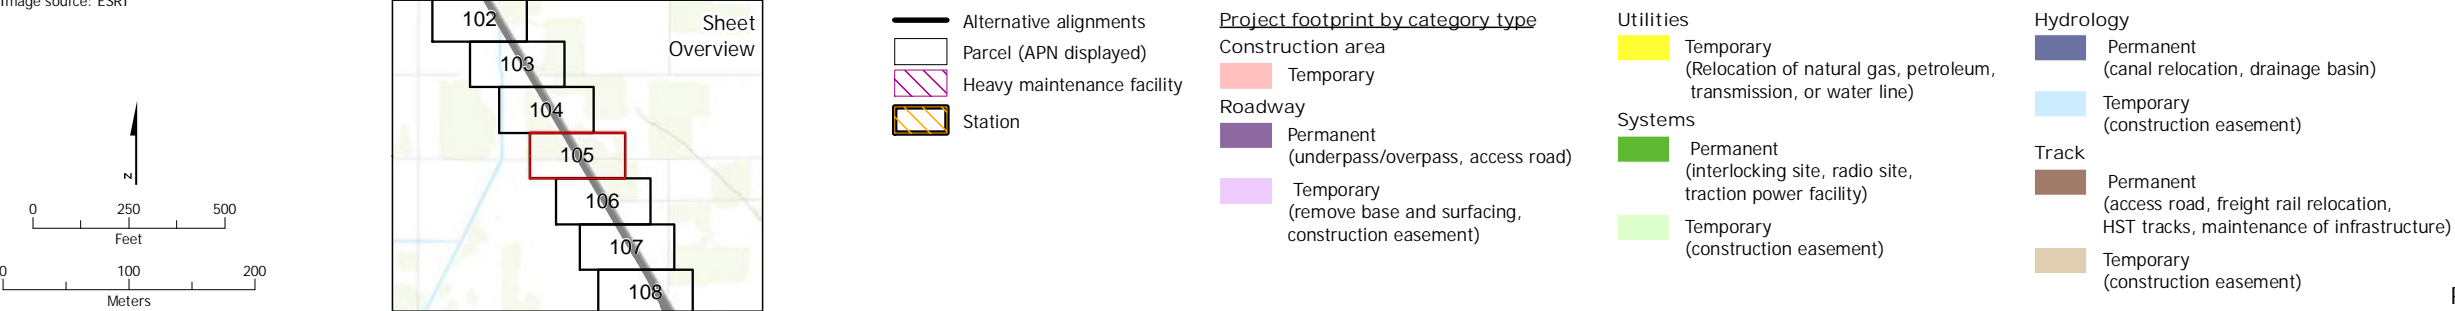 Image source: ESRI
N
0 250 500
Feet
0 100 200
Meters
Sheet
Overview
102
103
104
105
106
107
108
Alternative alignments
Parcel (APN displayed)
Heavy maintenance facility
Station
Project footprint by category type
Construction area
Temporary
Roadway
Permanent
(underpass/overpass, access road)
Temporary
(remove base and surfacing,
construction easement)
Utilities
Temporary
(Relocation of natural gas, petroleum,
transmission, or water line)
Systems
Permanent
(interlocking site, radio site,
traction power facility)
Temporary
(construction easement)
Hydrology
Permanent
(canal relocation, drainage basin)
Temporary
(construction easement)
Track
Permanent
(access road, freight rail relocation,
HST tracks, maintenance of infrastructure)
Temporary
(construction easement)